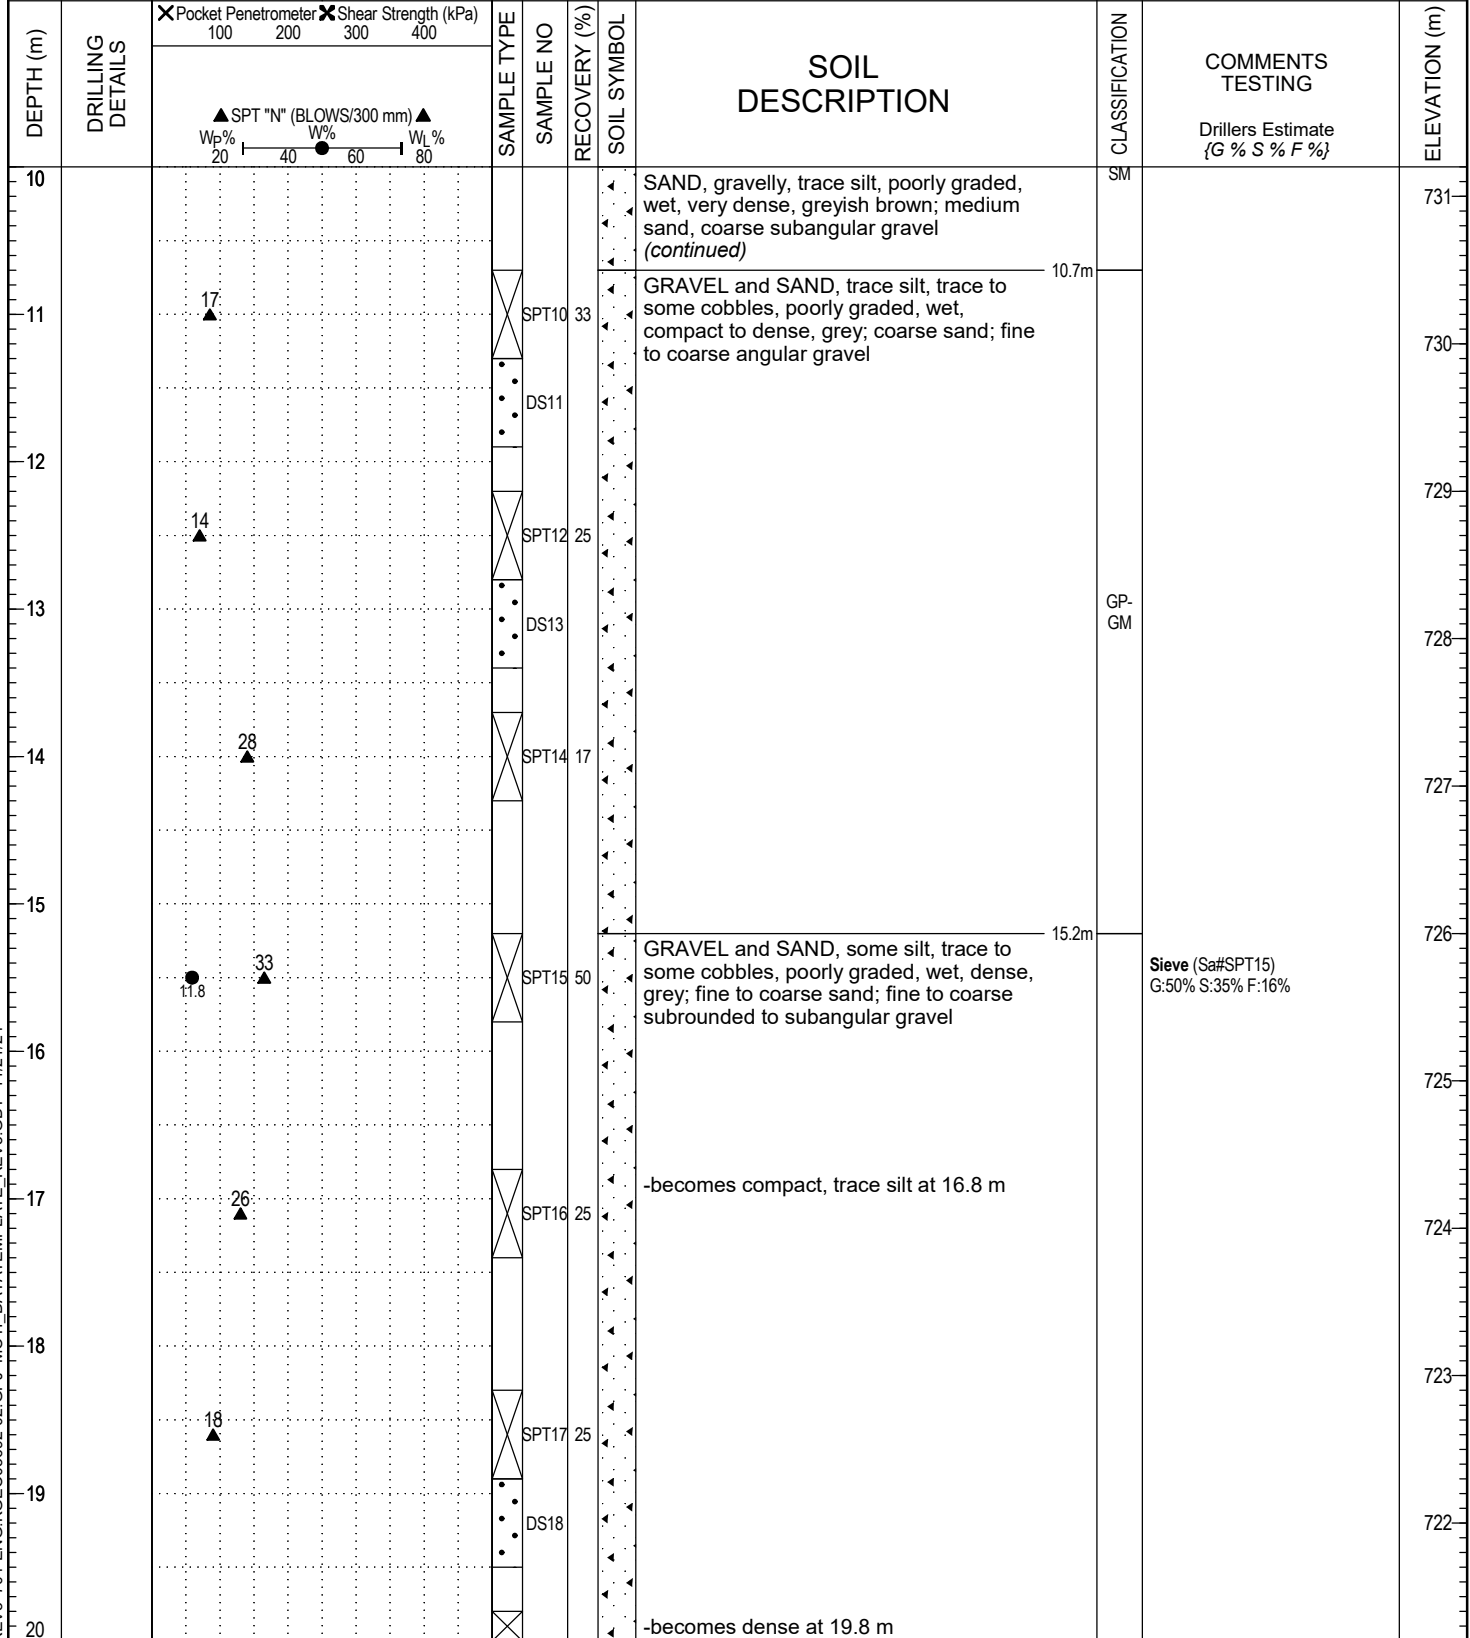 DEPTH (m)
DRILLING
DETAILS
Pocket Penetrometer Shear Strength (kPa)
100 200 300 400
SPT "N" (BLOWS/300 mm)
WP% W% WL%
20 40 60 80
SAMPLE TYPE
SAMPLE NO
RECOVERY (%)
SOIL SYMBOL
SOIL
DESCRIPTION
CLASSIFICATION
COMMENTS
TESTING
Drillers Estimate
{G % S % F %}
ELEVATION (m)
10
SAND, gravelly, trace silt, poorly graded,
wet, very dense, greyish brown; medium
sand, coarse subangular gravel
(continued)
SM
731
10.7m
GRAVEL and SAND, trace silt, trace to
some cobbles, poorly graded, wet,
compact to dense, grey; coarse sand; fine
to coarse angular gravel
17
11
SPT10 33
730
DS11
12
729
14
SPT12 25
13
DS13
GP-
GM
728
28
14
SPT14 17
727
15
15.2m
726
GRAVEL and SAND, some silt, trace to
some cobbles, poorly graded, wet, dense,
grey; fine to coarse sand; fine to coarse
subrounded to subangular gravel
33
11.8
SPT15 50
Sieve (Sa#SPT15)
G:50% S:35% F:16%
16
725
-becomes compact, trace silt at 16.8 m
26
17
SPT16 25
724
18
723
18
SPT17 25
19
DS18
722
20
-becomes dense at 19.8 m